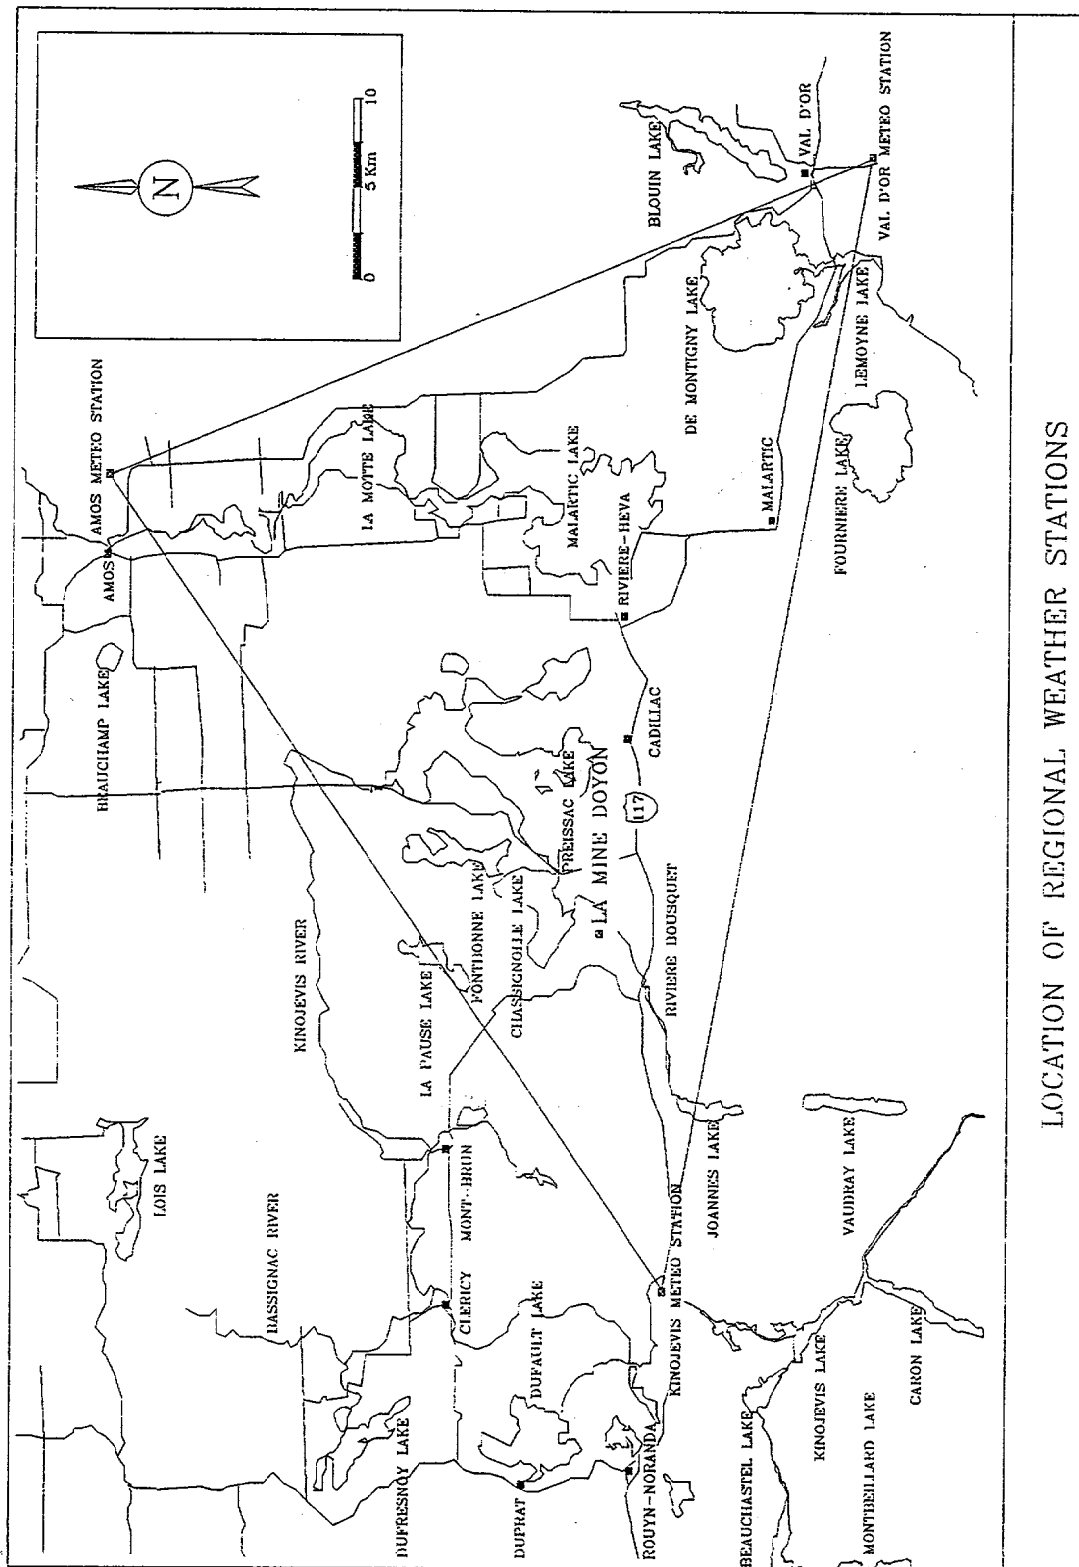 AMOS METEO STATION
AMOS
BEAUCHAMP LAKE
LOIS LAKE
BASSIGNAC RIVER
KINOJEVIS RIVER
DUFRESNOY LAKE
CLERICY
MONT-BRUN
LA PAUSE LAKE
FONTBONNE LAKE
CHASSIGNOLLE LAKE
PREISSAC LAKE
LA MOTTE LAKE
MALARTIC LAKE
N
0
5 Km
10
DUPRAT
DUFAULT LAKE
LA MINE DOYON
ROUYN-NORANDA
KINOJEVIS METEO STATION
RIVIERE BOUSQUET
117
CADILLAC
RIVIERE-HEVA
DE MONTIGNY LAKE
BLOUIN LAKE
JOANNES LAKE
MALARTIC
VAL D'OR
BEAUCHASTEL LAKE
KINOJEVIS LAKE
VAUDRAY LAKE
FOURNIERE LAKE
LEMOYNE LAKE
VAL D'OR METEO STATION
MONTBEILLARD LAKE
CARON LAKE
LOCATION OF REGIONAL WEATHER STATIONS